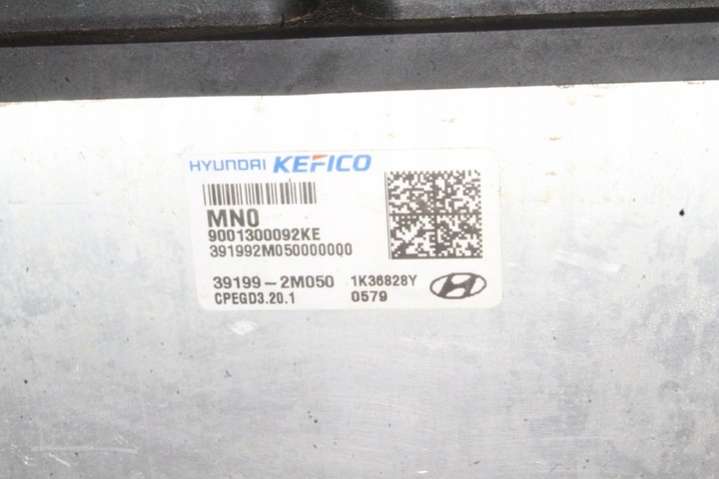 HYUNDAI KEFICO
MN0
9001300092KE
391992M050000000
39199-2M050 1K36828Y
CPEGD3.20.1 0579